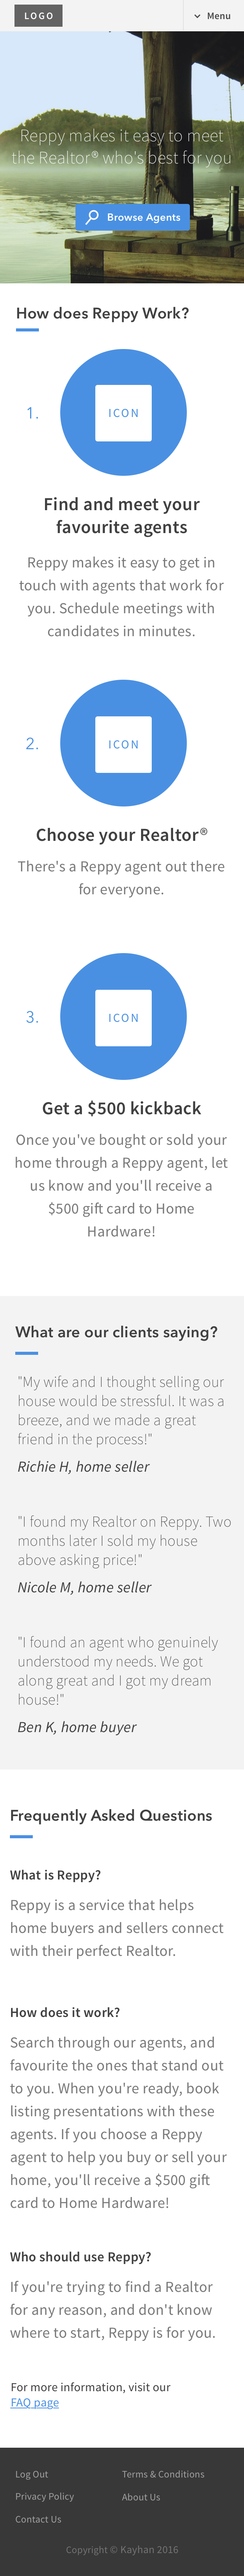 LOGO
Menu
Reppy makes it easy to meet
the Realtor® who's best for you
Browse Agents
How does Reppy Work?
1.
ICON
Find and meet your
favourite agents
Reppy makes it easy to get in
touch with agents that work for
you. Schedule meetings with
candidates in minutes.
2.
ICON
Choose your Realtor®
There's a Reppy agent out there
for everyone.
3.
ICON
Get a $500 kickback
Once you've bought or sold your
home through a Reppy agent, let
us know and you'll receive a
$500 gift card to Home
Hardware!
What are our clients saying?
"My wife and I thought selling our
house would be stressful. It was a
breeze, and we made a great
friend in the process!"
Richie H, home seller
"I found my Realtor on Reppy. Two
months later I sold my house
above asking price!"
Nicole M, home seller
"I found an agent who genuinely
understood my needs. We got
along great and I got my dream
house!"
Ben K, home buyer
Frequently Asked Questions
What is Reppy?
Reppy is a service that helps
home buyers and sellers connect
with their perfect Realtor.
How does it work?
Search through our agents, and
favourite the ones that stand out
to you. When you're ready, book
listing presentations with these
agents. If you choose a Reppy
agent to help you buy or sell your
home, you'll receive a $500 gift
card to Home Hardware!
Who should use Reppy?
If you're trying to find a Realtor
for any reason, and don't know
where to start, Reppy is for you.
For more information, visit our
FAQ page
Log Out
Terms & Conditions
Privacy Policy
About Us
Contact Us
Copyright © Kayhan 2016